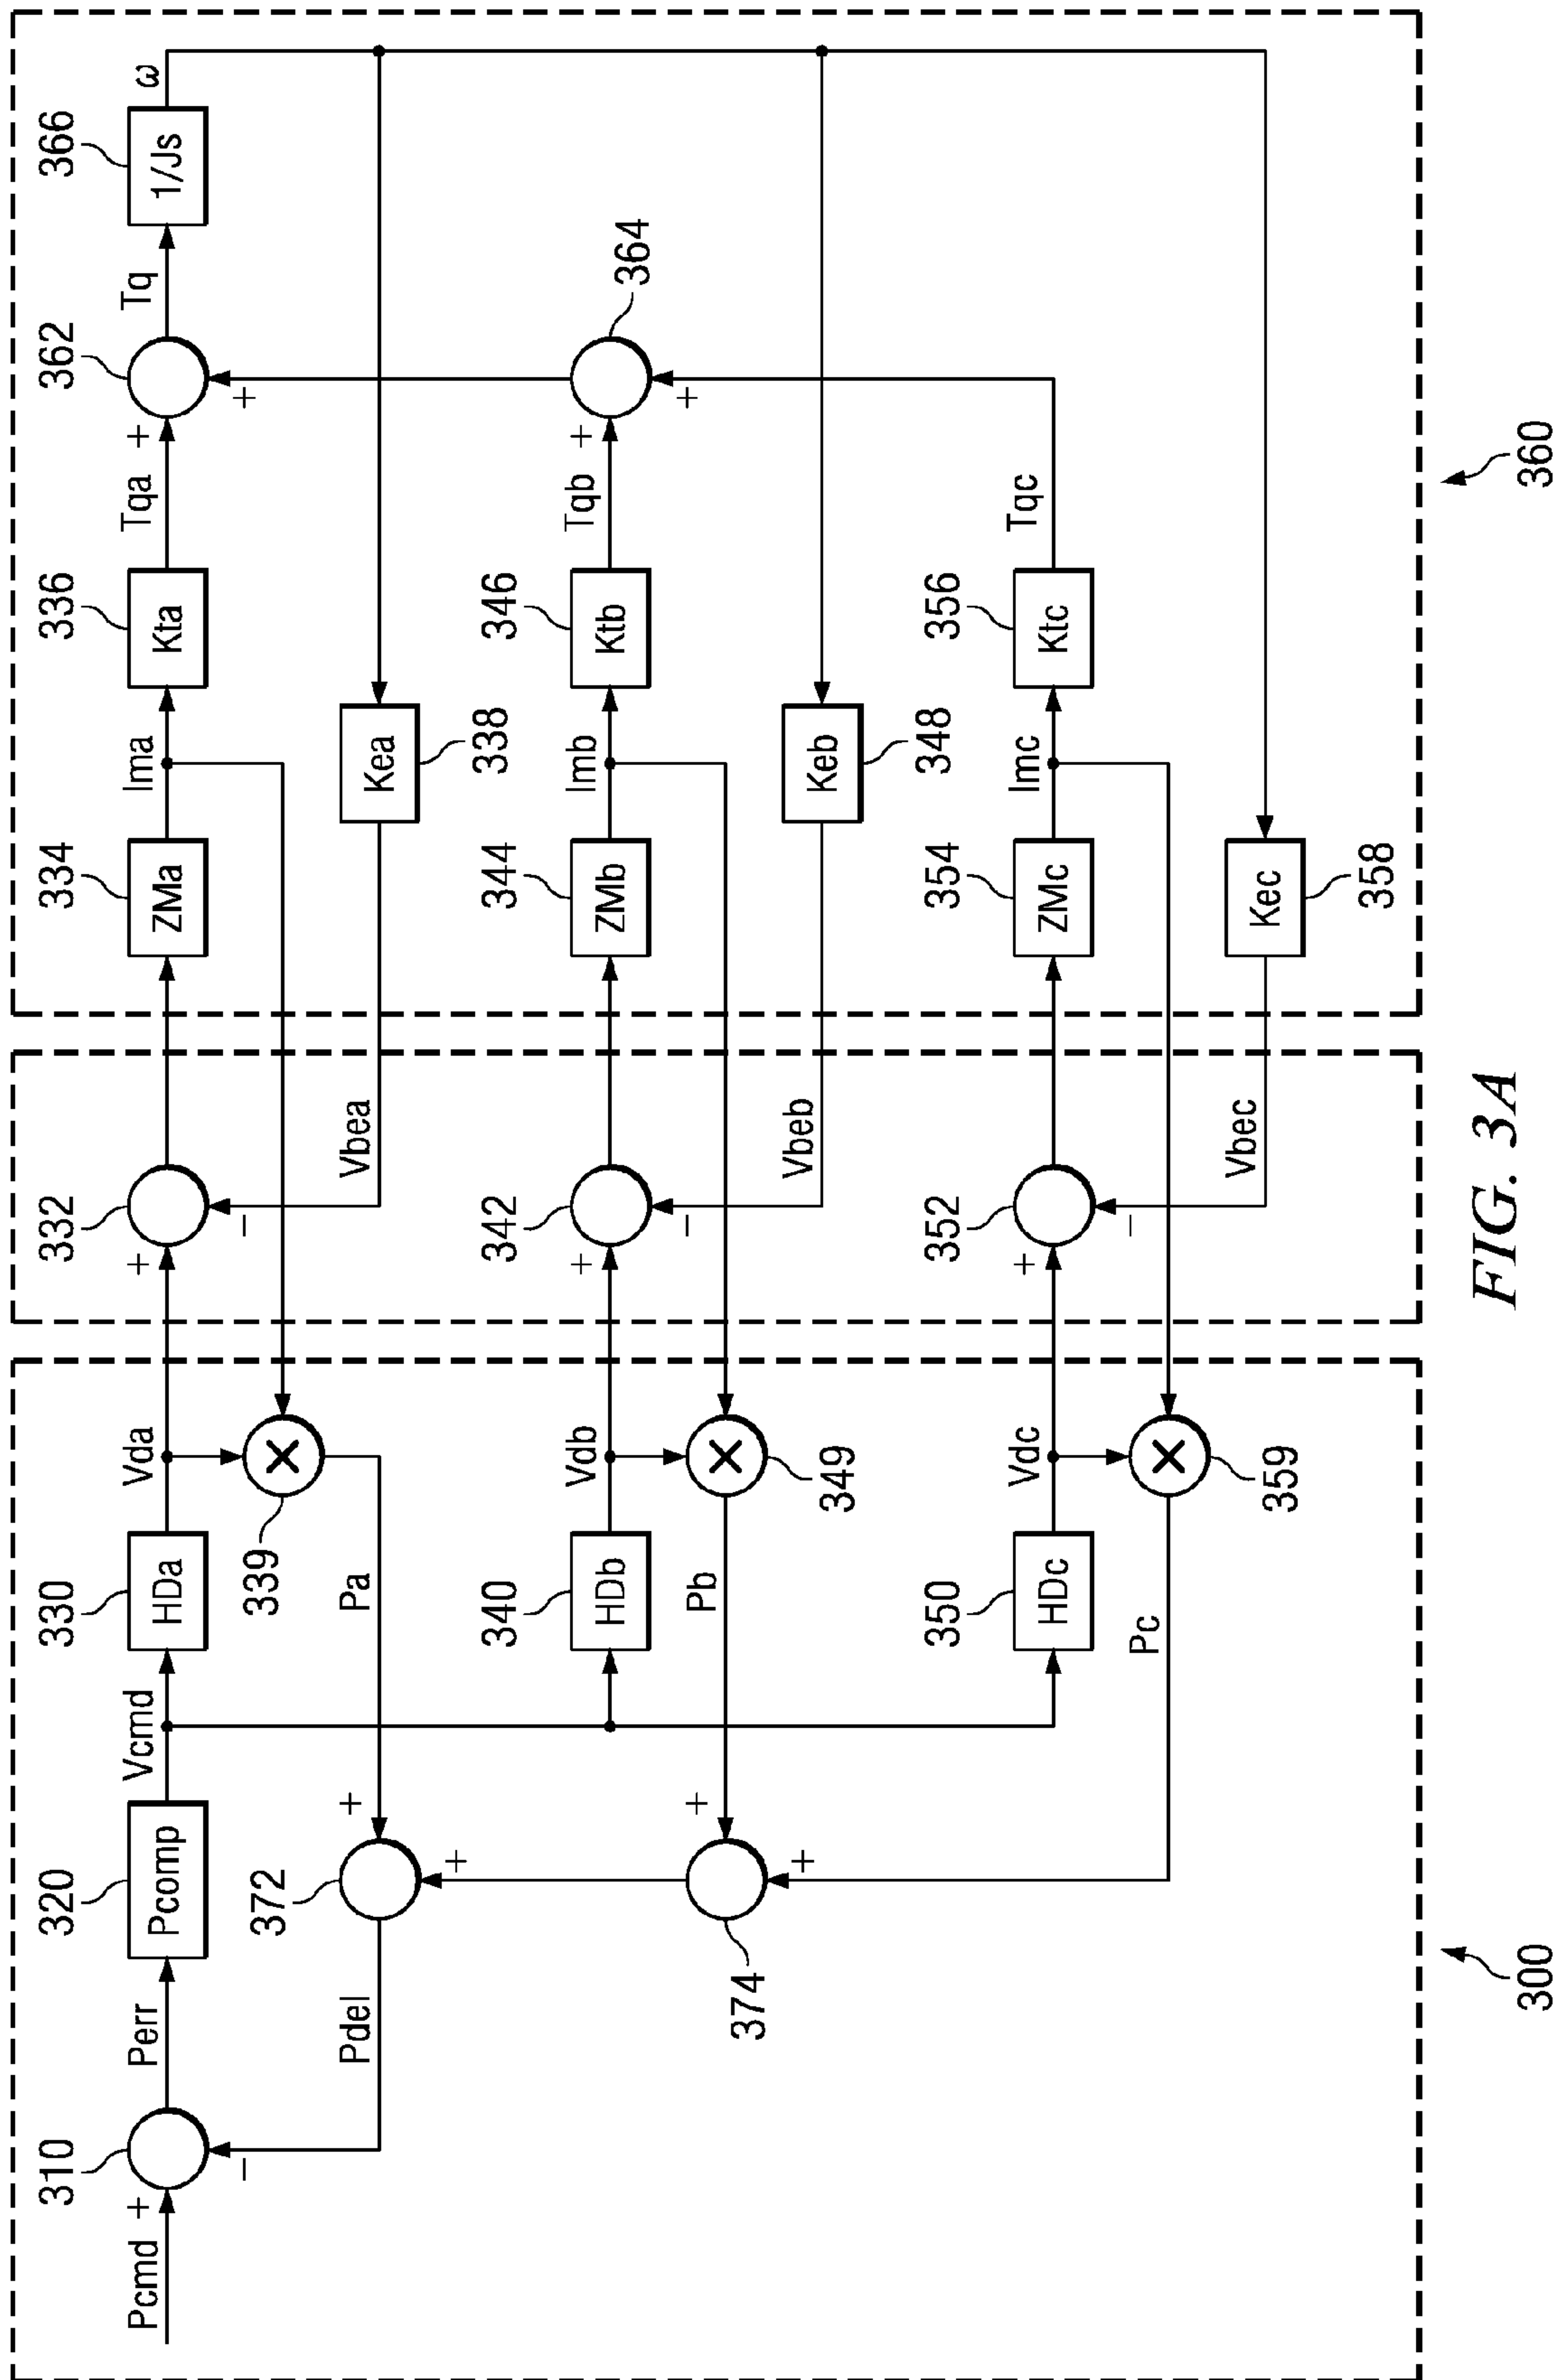 310
320
330
332
334
336
362
366
Pcmd
+
Perr
Pcomp
Vcmd
HDa
Vda
+
ZMa
Ima
Kta
Tqa
+
Tq
1/Js
ω
−
−
+
372
339
×
Pdel
+
Pa
Vbea
Kea
338
+
340
342
344
346
364
HDb
Vdb
+
ZMb
Imb
Ktb
Tqb
+
374
+
Pb
×
−
+
+
349
Vbeb
Keb
348
350
352
354
356
HDc
Vdc
+
ZMc
Imc
Ktc
Tqc
Pc
×
−
359
Vbec
Kec
358
300
360
FIG. 3A